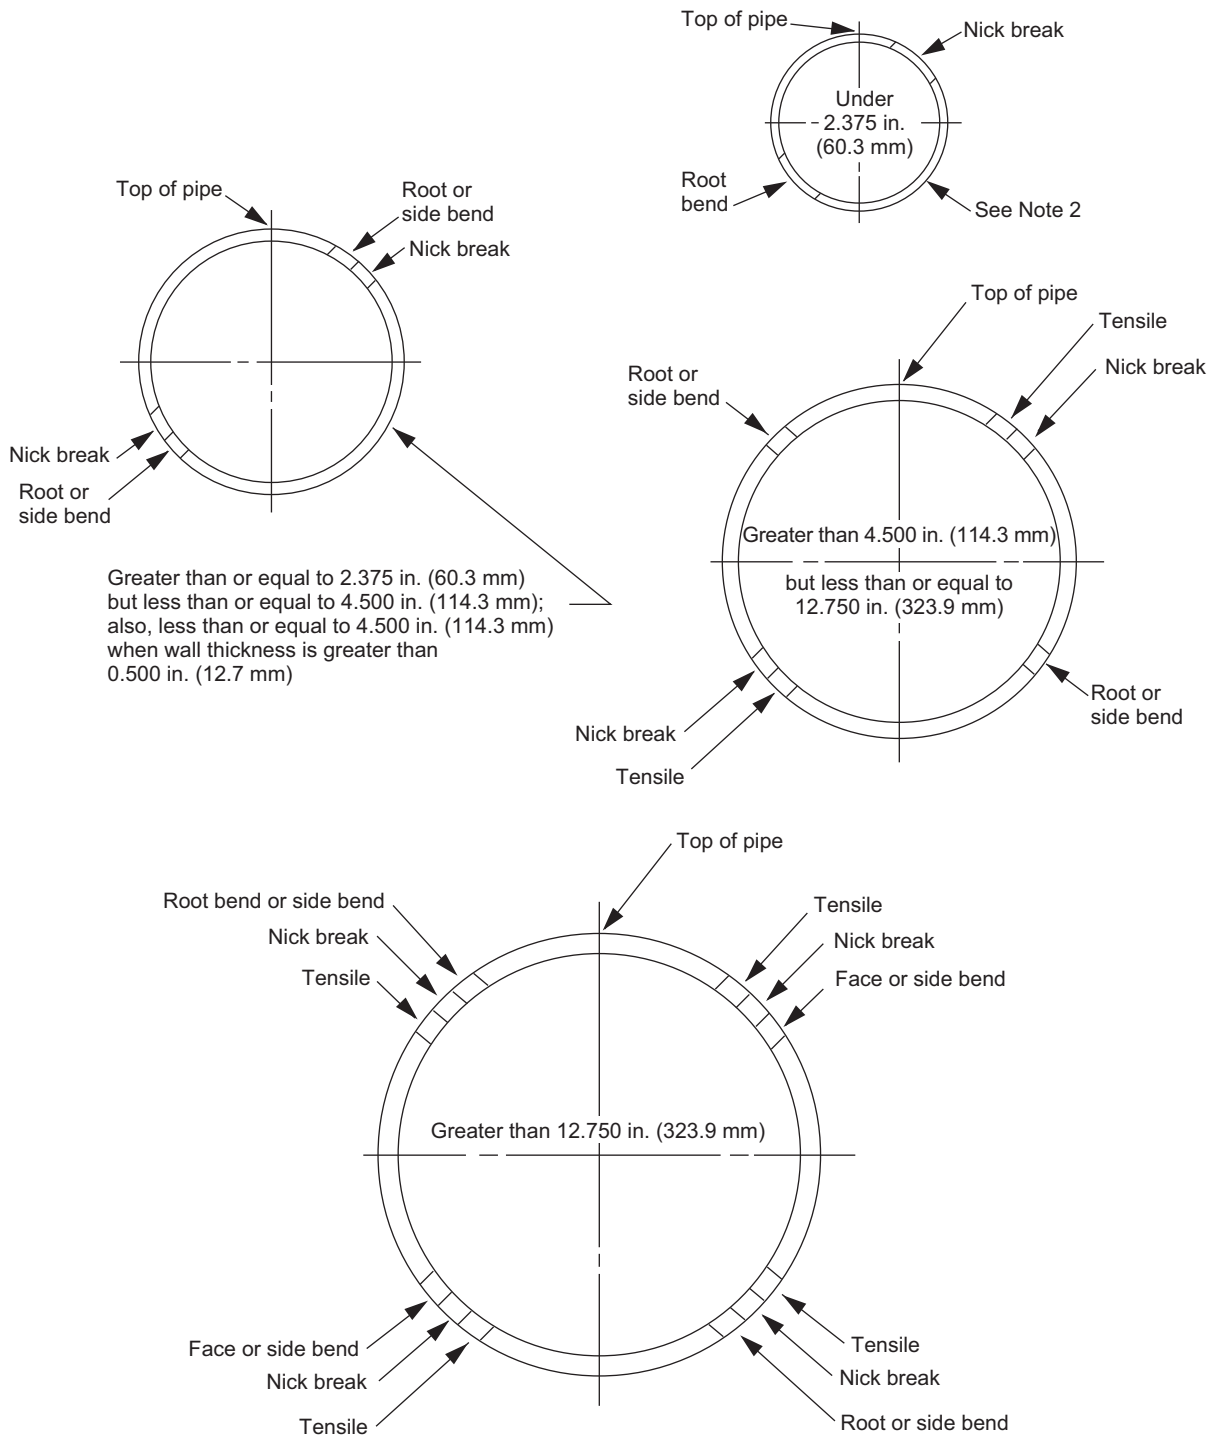 Top of pipe
Nick break
Under
2.375 in.
(60.3 mm)
Root
bend
See Note 2
Top of pipe
Root or
side bend
Nick break
Nick break
Root or
side bend
Greater than or equal to 2.375 in. (60.3 mm)
but less than or equal to 4.500 in. (114.3 mm);
also, less than or equal to 4.500 in. (114.3 mm)
when wall thickness is greater than
0.500 in. (12.7 mm)
Top of pipe
Tensile
Nick break
Root or
side bend
Greater than 4.500 in. (114.3 mm)
but less than or equal to
12.750 in. (323.9 mm)
Root or
side bend
Nick break
Tensile
Top of pipe
Root bend or side bend
Nick break
Tensile
Tensile
Nick break
Face or side bend
Greater than 12.750 in. (323.9 mm)
Face or side bend
Nick break
Tensile
Tensile
Nick break
Root or side bend